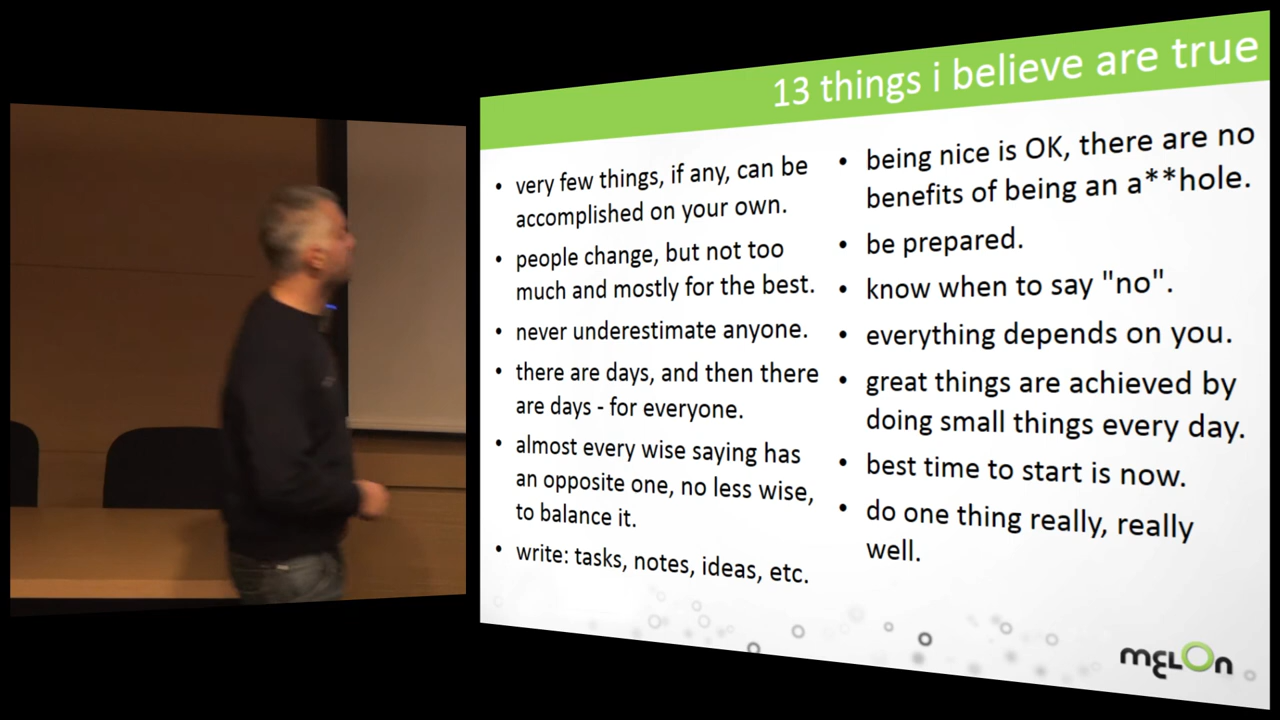 13 things i believe are true
• very few things, if any, can be
accomplished on your own.
• people change, but not too
much and mostly for the best.
• never underestimate anyone.
• there are days, and then there
are days - for everyone.
• almost every wise saying has
an opposite one, no less wise,
to balance it.
• write: tasks, notes, ideas, etc.
• being nice is OK, there are no
benefits of being an a**hole.
• be prepared.
• know when to say "no".
• everything depends on you.
• great things are achieved by
doing small things every day.
• best time to start is now.
• do one thing really, really
well.
melon